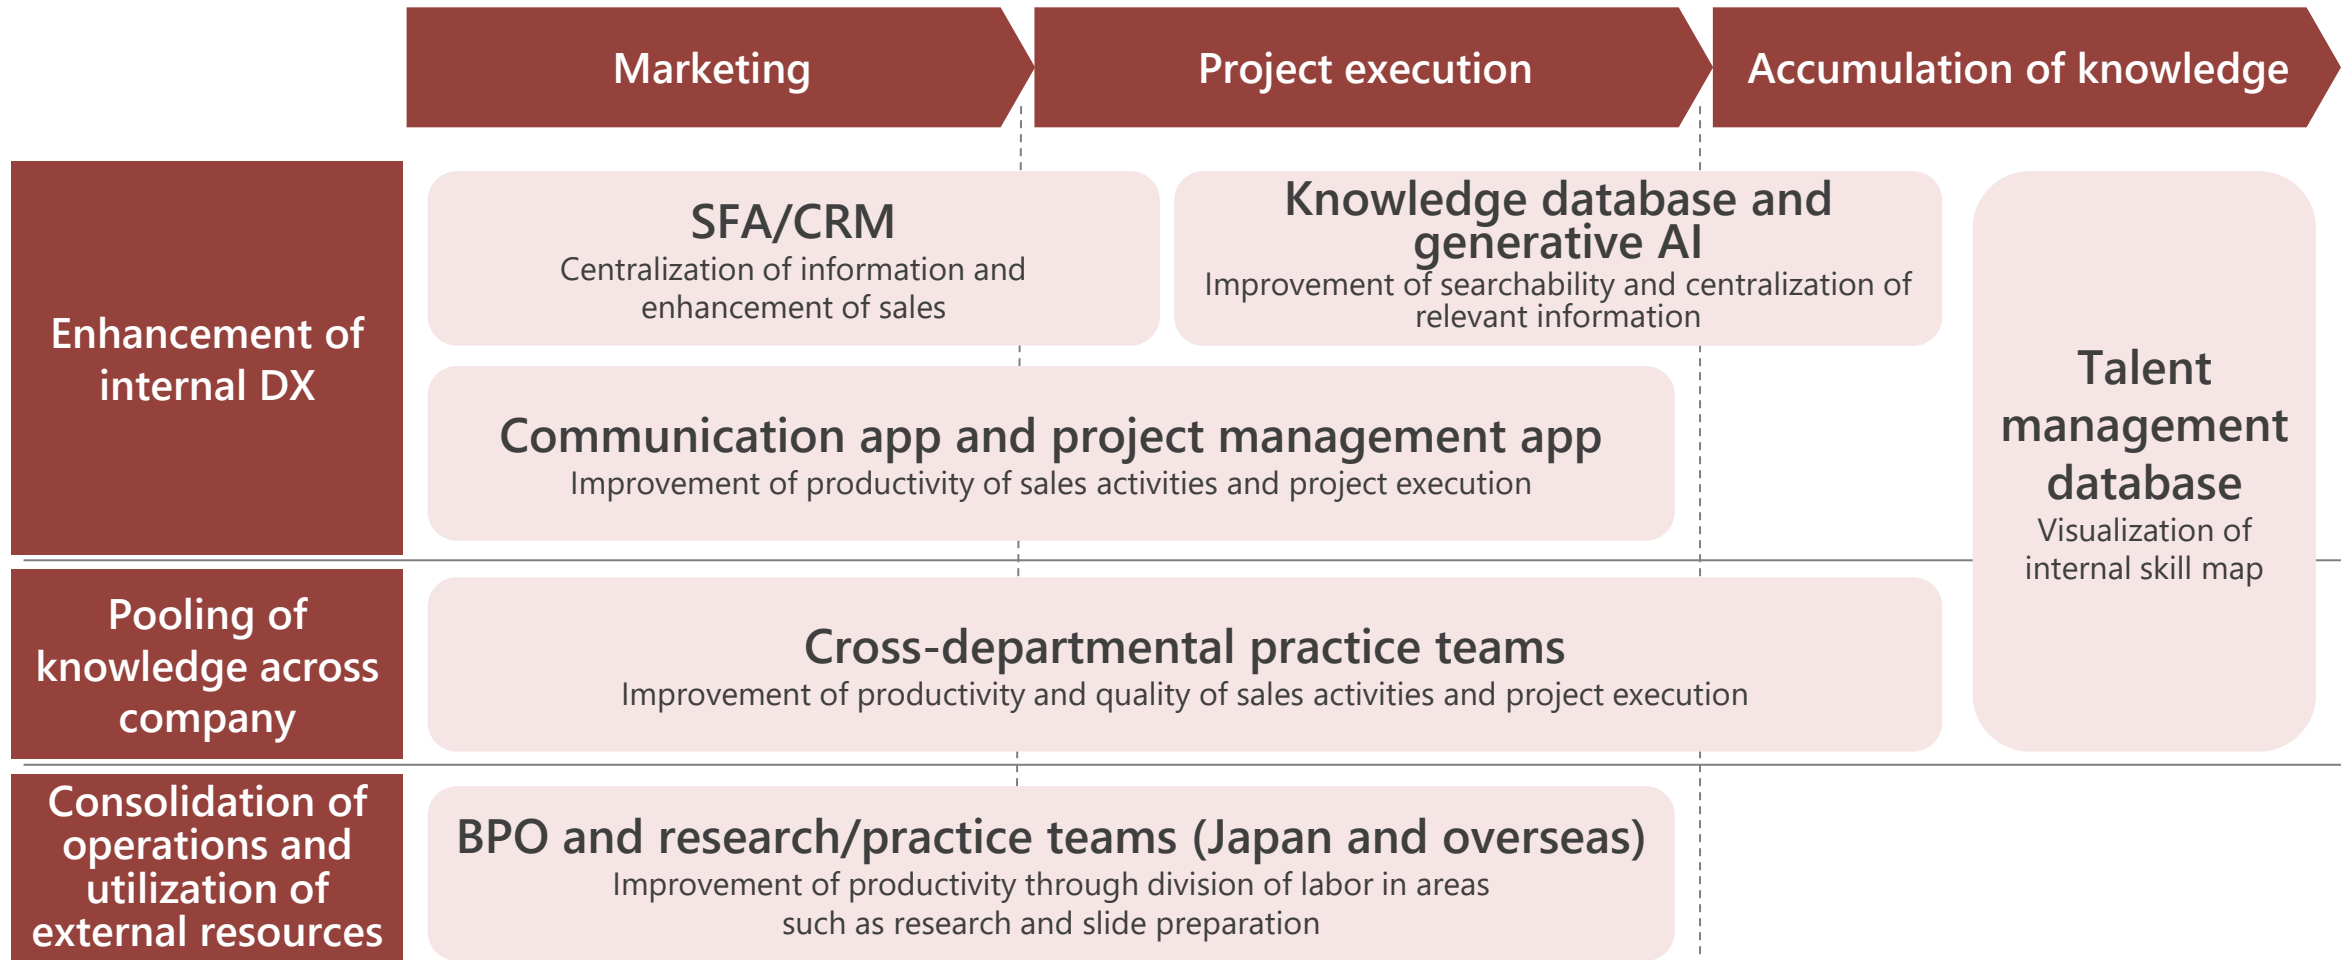 Marketing
Project execution
Accumulation of knowledge
Enhancement of
internal DX
SFA/CRM
Centralization of information and
enhancement of sales
Knowledge database and
generative AI
Improvement of searchability and centralization of
relevant information
Communication app and project management app
Improvement of productivity of sales activities and project execution
Talent
management
database
Visualization of
internal skill map
Pooling of
knowledge across
company
Cross-departmental practice teams
Improvement of productivity and quality of sales activities and project execution
Consolidation of
operations and
utilization of
external resources
BPO and research/practice teams (Japan and overseas)
Improvement of productivity through division of labor in areas
such as research and slide preparation